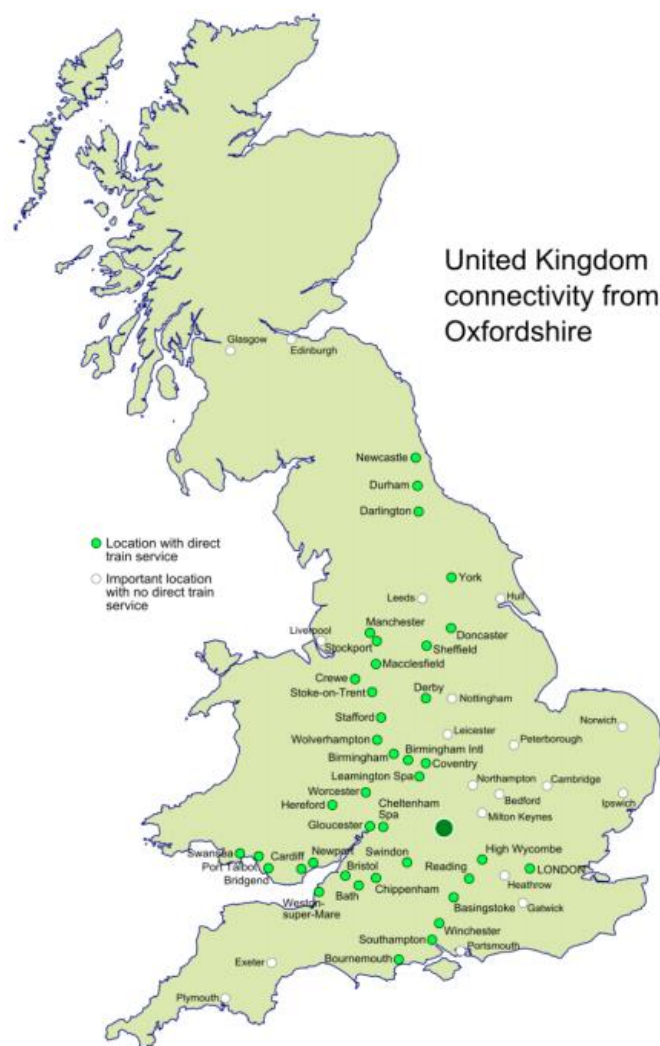 United Kingdom
connectivity from
Oxfordshire
Glasgow
Edinburgh
Newcastle
Durham
Darlington
Location with direct
train service
Important location
with no direct train
service
York
Leeds
Hull
Manchester
Liverpool
Stockport
Doncaster
Sheffield
Macclesfield
Crewe
Stoke-on-Trent
Derby
Nottingham
Stafford
Leicester
Norwich
Peterborough
Wolverhampton
Birmingham Intl
Birmingham
Coventry
Leamington Spa
Northampton
Cambridge
Worcester
Bedford
Ipswich
Hereford
Cheltenham
Spa
Milton Keynes
Gloucester
Swansea
Port Talbot
Bridgend
Cardiff
Newport
Swindon
High Wycombe
Bristol
Reading
LONDON
Heathrow
Bath
Chippenham
Weston-
super-Mare
Basingstoke
Gatwick
Winchester
Southampton
Portsmouth
Bournemouth
Exeter
Plymouth